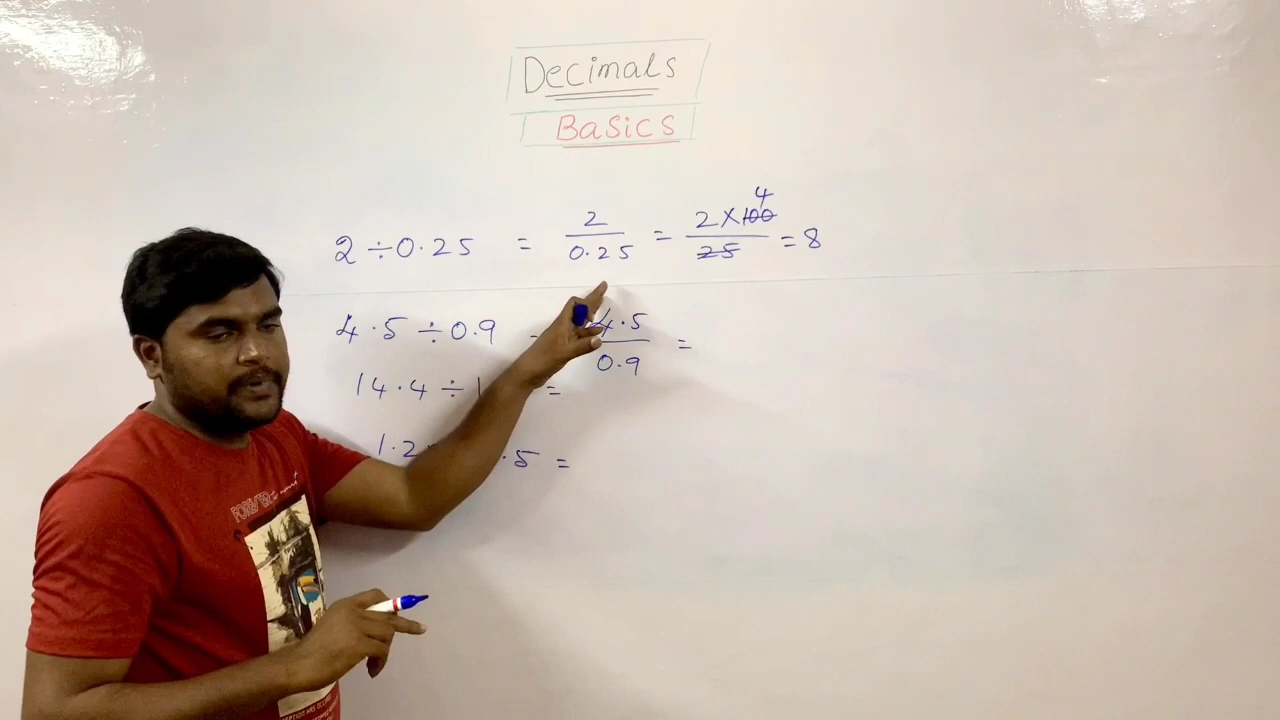 Decimals
Basics
2 ÷ 0.25 = 2/0.25 = 2 × 100/25 = 8
4
4.5 ÷ 0.9 = 4.5/0.9 =
14.4 ÷ 1 =
1.2 .5 =
FOREVER